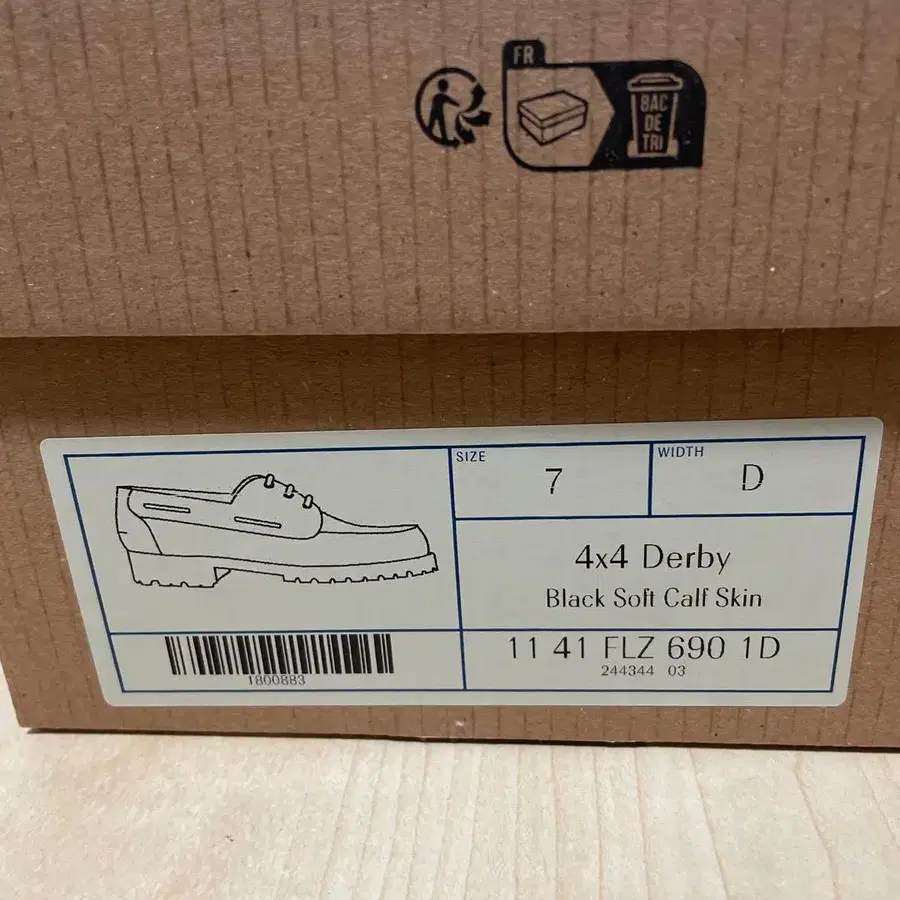 FR
BAC
DE
TRI
SIZE
7
WIDTH
D
4x4 Derby
Black Soft Calf Skin
11 41 FLZ 690 1D
244344 03
1800883